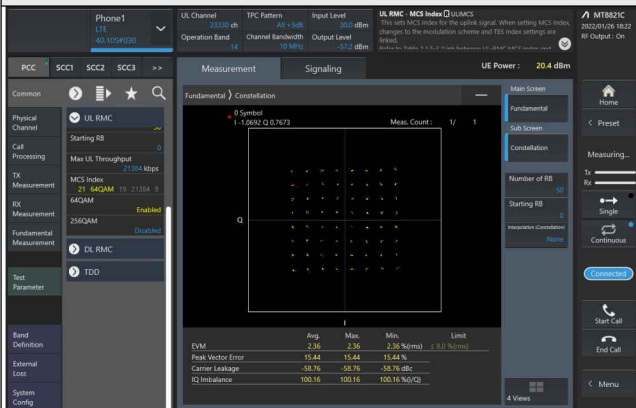 Phone1
LTE
40.105#030
UL Channel
23330 ch
TPC Pattern
All +3dB
Input Level
30.0 dBm
Operation Band
14
Channel Bandwidth
10 MHz
Output Level
-57.2 dBm
UL RMC - MCS Index ULIMCS
This sets MCS Index for the uplink signal. When setting MCS Index,
changes to the modulation scheme and TBS Index settings are
linked.
MT8821C
2022/01/26 18:22
RF Output : On
PCC
SCC1
SCC2
SCC3
>>
Measurement
Signaling
UE Power : 20.4 dBm
Common
Physical
Channel
Call
Processing
TX
Measurement
RX
Measurement
Fundamental
Measurement
Test
Parameter
Band
Definition
External
Loss
System
Config
UL RMC
50
Starting RB
0
Max UL Throughput
21384 kbps
MCS Index
21 64QAM 19 21384 8
64QAM
Enabled
256QAM
Disabled
DL RMC
TDD
Fundamental ⟩ Constellation
0 Symbol
I -1.0692 Q 0.7673
Meas. Count : 1/ 1
Q
I
Avg. Max. Min. Limit
EVM 2.36 2.36 2.36 %(rms) ≤ 8.0 %(rms)
Peak Vector Error 15.44 15.44 15.44 %
Carrier Leakage -58.76 -58.76 -58.76 dBc
IQ Imbalance 100.16 100.16 100.16 %(I/Q)
Main Screen
Fundamental
Sub Screen
Constellation
Number of RB
50
Starting RB
0
Interpolation (Constellation)
None
4 Views
Home
< Preset
Measuring...
Tx
Rx
Single
Continuous
Connected
Start Call
End Call
< Menu